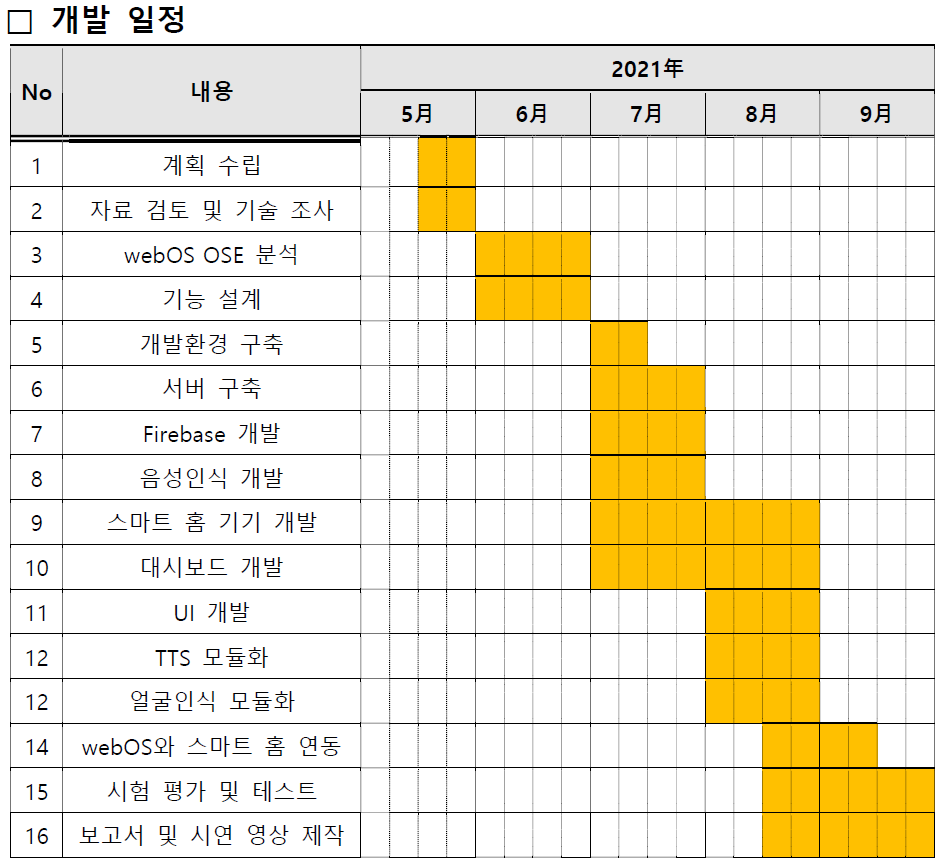 □ 개발 일정
No 내용 2021年
5月 6月 7月 8月 9月
1 계획 수립
2 자료 검토 및 기술 조사
3 webOS OSE 분석
4 기능 설계
5 개발환경 구축
6 서버 구축
7 Firebase 개발
8 음성인식 개발
9 스마트 홈 기기 개발
10 대시보드 개발
11 UI 개발
12 TTS 모듈화
12 얼굴인식 모듈화
14 webOS와 스마트 홈 연동
15 시험 평가 및 테스트
16 보고서 및 시연 영상 제작